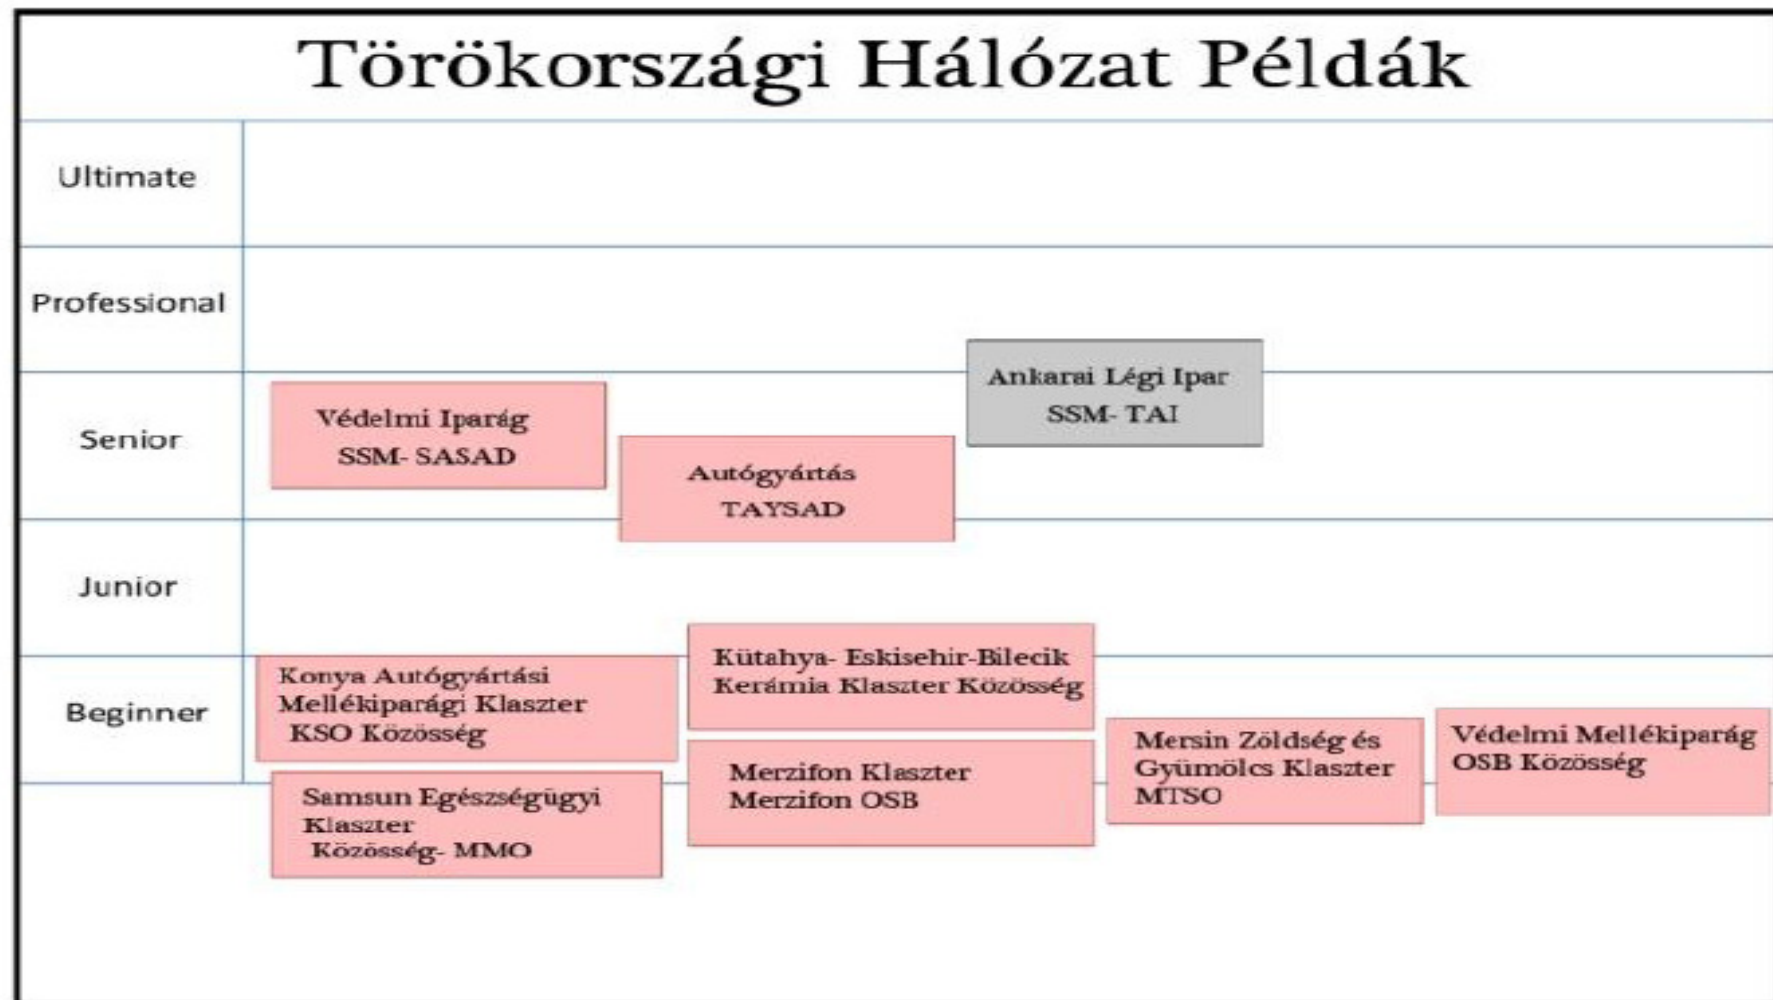 Törökországi Hálózat Példák
Ultimate
Professional
Ankarai Légi Ipar
SSM- TAI
Senior
Védelmi Iparág
SSM- SASAD
Autógyártás
TAYSAD
Junior
Beginner
Konya Autógyártási
Mellékiparági Klaszter
KSO Közösség
Kütahya- Eskisehir-Bilecik
Kerámia Klaszter Közösség
Mersin Zöldség és
Gyümölcs Klaszter
MTSO
Védelmi Mellékiparág
OSB Közösség
Samsun Egészségügyi
Klaszter
Közösség- MMO
Merzifon Klaszter
Merzifon OSB